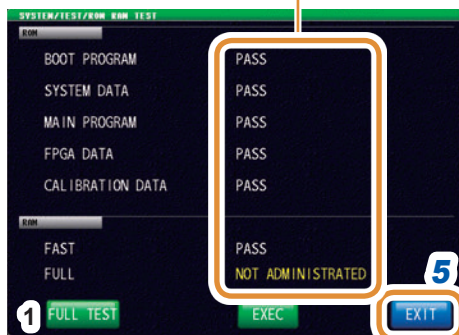 SYSTEM/TEST/ROM RAM TEST
ROM
BOOT PROGRAM PASS
SYSTEM DATA PASS
MAIN PROGRAM PASS
FPGA DATA PASS
CALIBRATION DATA PASS
RAM
FAST PASS
FULL NOT ADMINISTRATED
5
1 FULL TEST EXEC EXIT